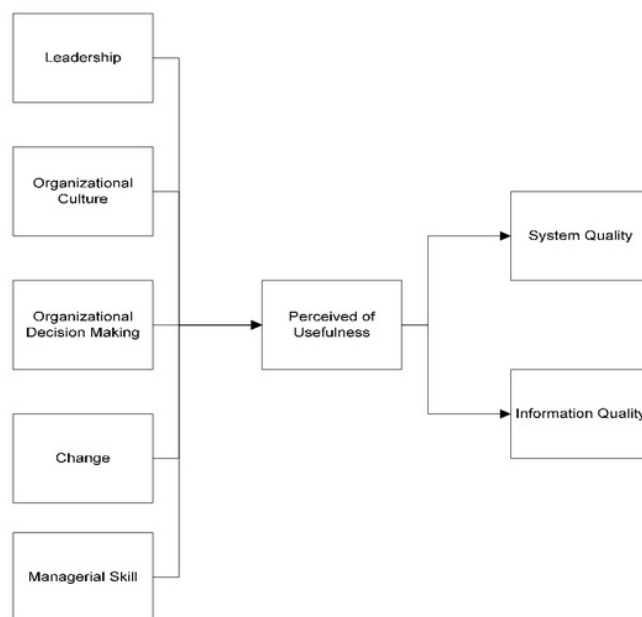 Leadership
Organizational
Culture
Organizational
Decision Making
Change
Managerial Skill
Perceived of
Usefulness
System Quality
Information Quality